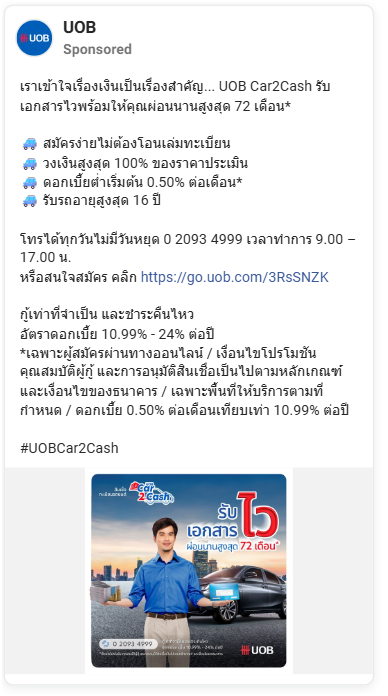 UOB
UOB
Sponsored
เราเข้าใจเรื่องเงินเป็นเรื่องสำคัญ... UOB Car2Cash รับ
เอกสารไวพร้อมให้คุณผ่อนนานสูงสุด 72 เดือน*
🚙 สมัครง่ายไม่ต้องโอนเล่มทะเบียน
🚙 วงเงินสูงสุด 100% ของราคาประเมิน
🚙 ดอกเบี้ยต่ำเริ่มต้น 0.50% ต่อเดือน*
🚙 รับรถอายุสูงสุด 16 ปี
โทรได้ทุกวันไม่มีวันหยุด 0 2093 4999 เวลาทำการ 9.00 –
17.00 น.
หรือสนใจสมัคร คลิก https://go.uob.com/3RsSNZK
กู้เท่าที่จำเป็น และชำระคืนไหว
อัตราดอกเบี้ย 10.99% - 24% ต่อปี
*เฉพาะผู้สมัครผ่านทางออนไลน์ / เงื่อนไขโปรโมชัน
คุณสมบัติผู้กู้ และการอนุมัติสินเชื่อเป็นไปตามหลักเกณฑ์
และเงื่อนไขของธนาคาร / เฉพาะพื้นที่ให้บริการตามที่
กำหนด / ดอกเบี้ย 0.50% ต่อเดือนเทียบเท่า 10.99% ต่อปี
#UOBCar2Cash
สินเชื่อ
ทะเบียนรถยนต์
Car
2Cash
รับ
เอกสาร
ไว
ผ่อนนานสูงสุด 72 เดือน*
0 2093 4999
UOB